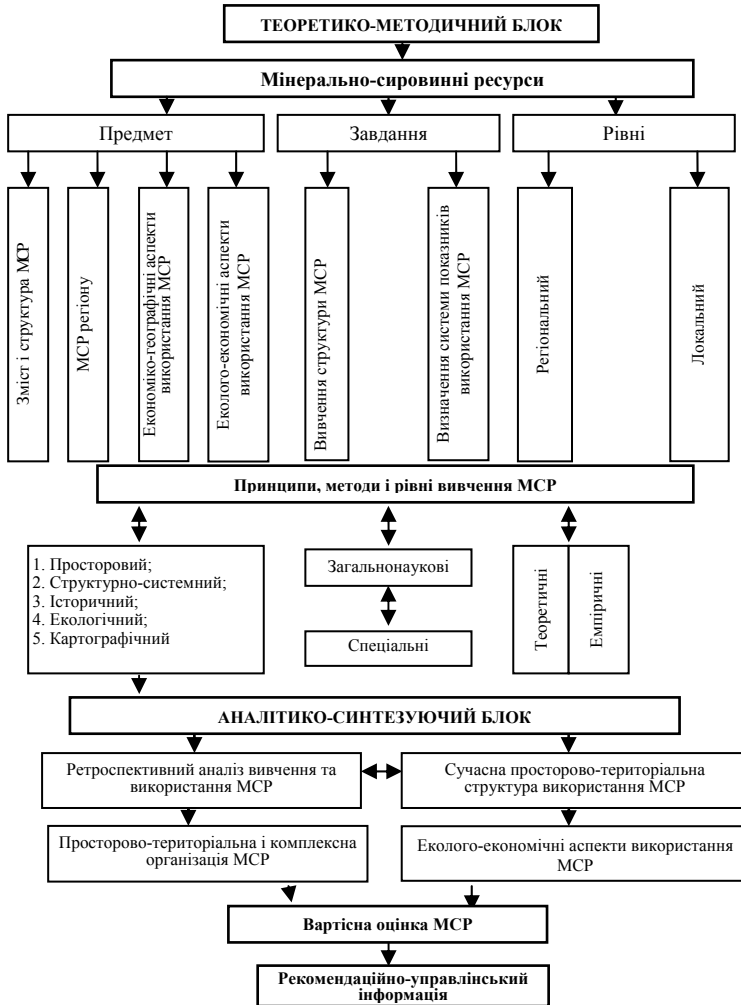 ТЕОРЕТИКО-МЕТОДИЧНИЙ БЛОК
Мінерально-сировинні ресурси
Предмет
Завдання
Рівні
Зміст і структура МСР
МСР регіону
Економіко-географічні аспекти
використання МСР
Еколого-економічні аспекти
використання МСР
Вивчення структури МСР
Визначення системи показників
використання МСР
Регіональний
Локальний
Принципи, методи і рівні вивчення МСР
1. Просторовий;
2. Структурно-системний;
3. Історичний;
4. Екологічний;
5. Картографічний
Загальнонаукові
Спеціальні
Теоретичні
Емпіричні
АНАЛІТИКО-СИНТЕЗУЮЧИЙ БЛОК
Ретроспективний аналіз вивчення та
використання МСР
Сучасна просторово-територіальна
структура використання МСР
Просторово-територіальна і комплексна
організація МСР
Еколого-економічні аспекти використання
МСР
Вартісна оцінка МСР
Рекомендаційно-управлінський
інформація